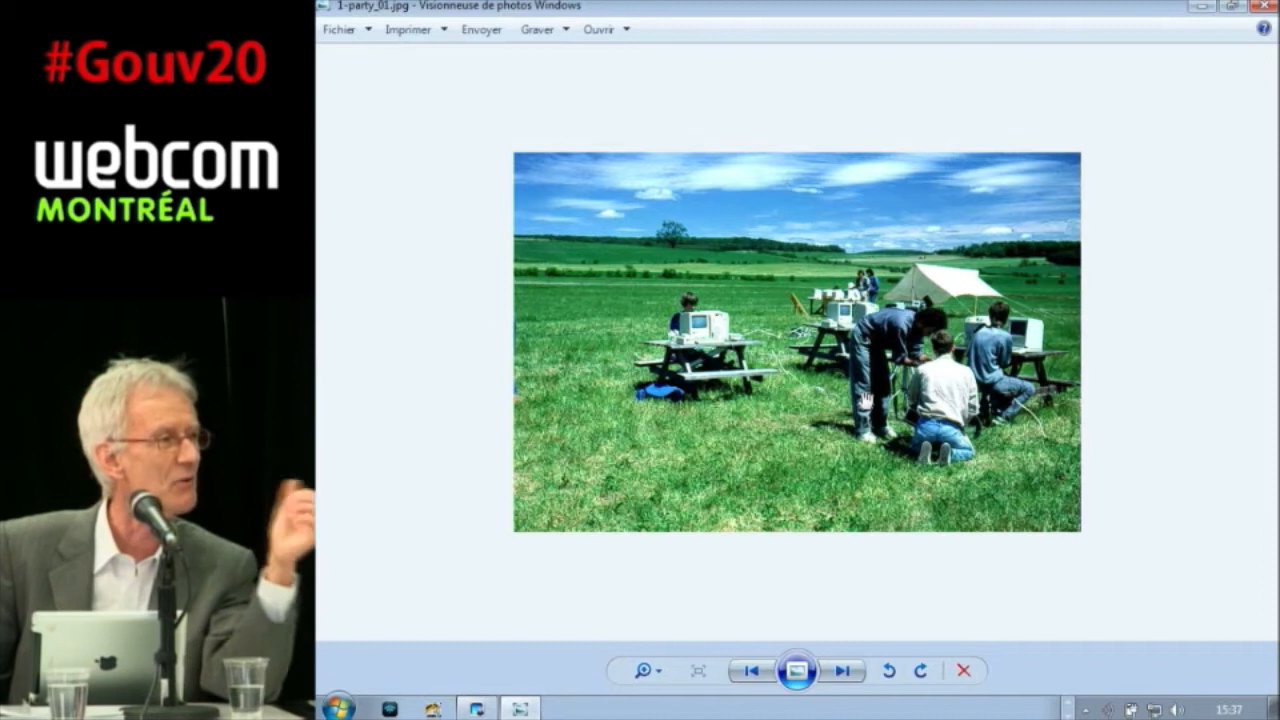 #Gouv20
webcom
MONTRÉAL
1-party_01.jpg - Visionneuse de photos Windows
Fichier Imprimer Envoyer Graver Ouvrir
15:37